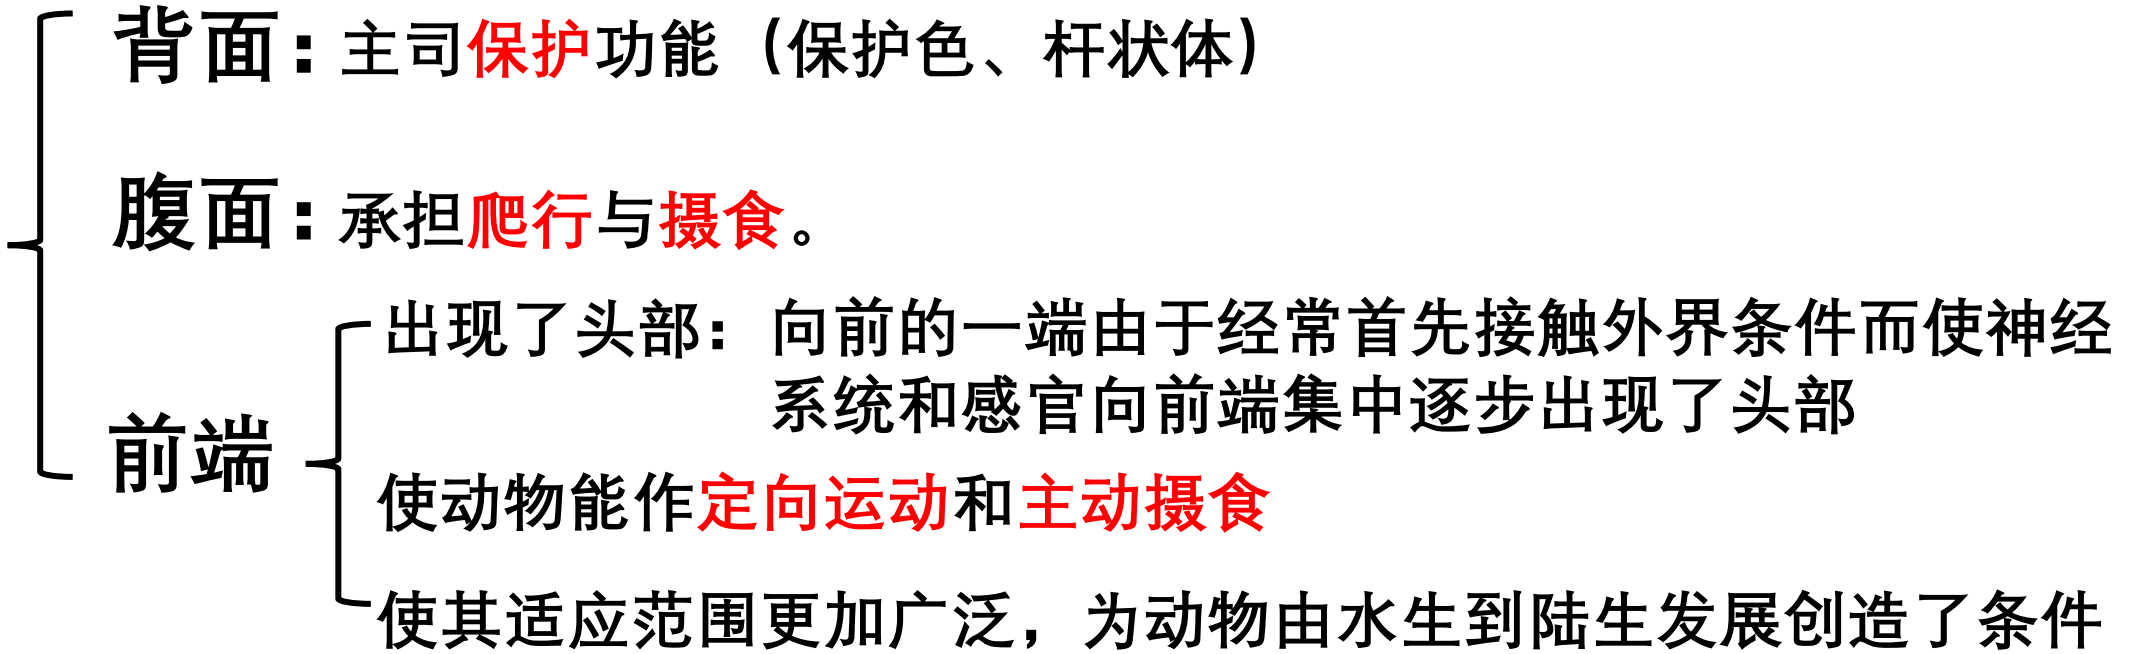 背面：主司保护功能（保护色、杆状体）
腹面：承担爬行与摄食。
出现了头部：向前的一端由于经常首先接触外界条件而使神经
系统和感官向前端集中逐步出现了头部
前端
使动物能作定向运动和主动摄食
使其适应范围更加广泛，为动物由水生到陆生发展创造了条件